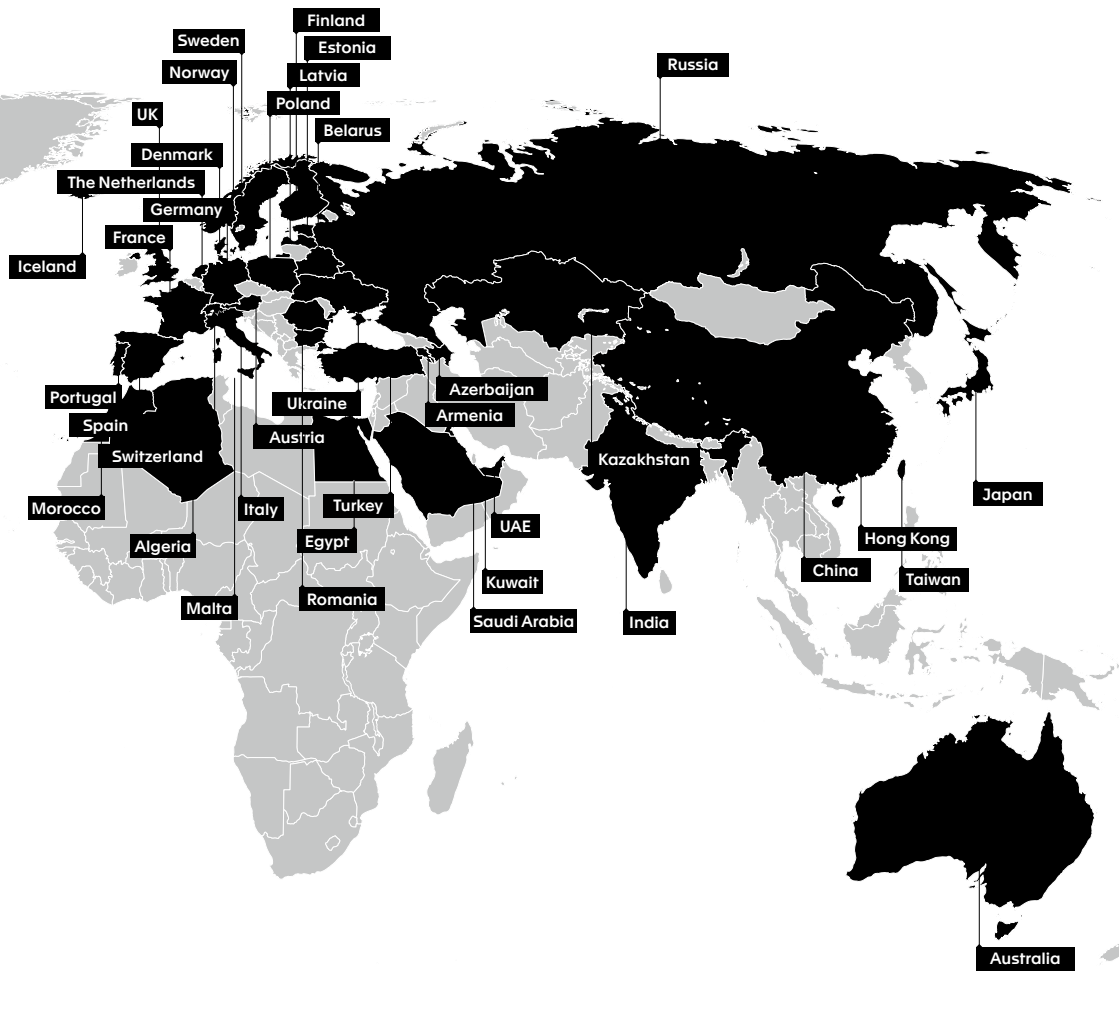 Finland
Sweden
Estonia
Russia
Norway
Latvia
Poland
UK
Belarus
Denmark
The Netherlands
Germany
France
Iceland
Azerbaijan
Portugal
Ukraine
Armenia
Spain
Austria
Switzerland
Kazakhstan
Japan
Morocco
Italy
Turkey
UAE
Hong Kong
Egypt
Algeria
China
Taiwan
Kuwait
Romania
Malta
Saudi Arabia
India
Australia